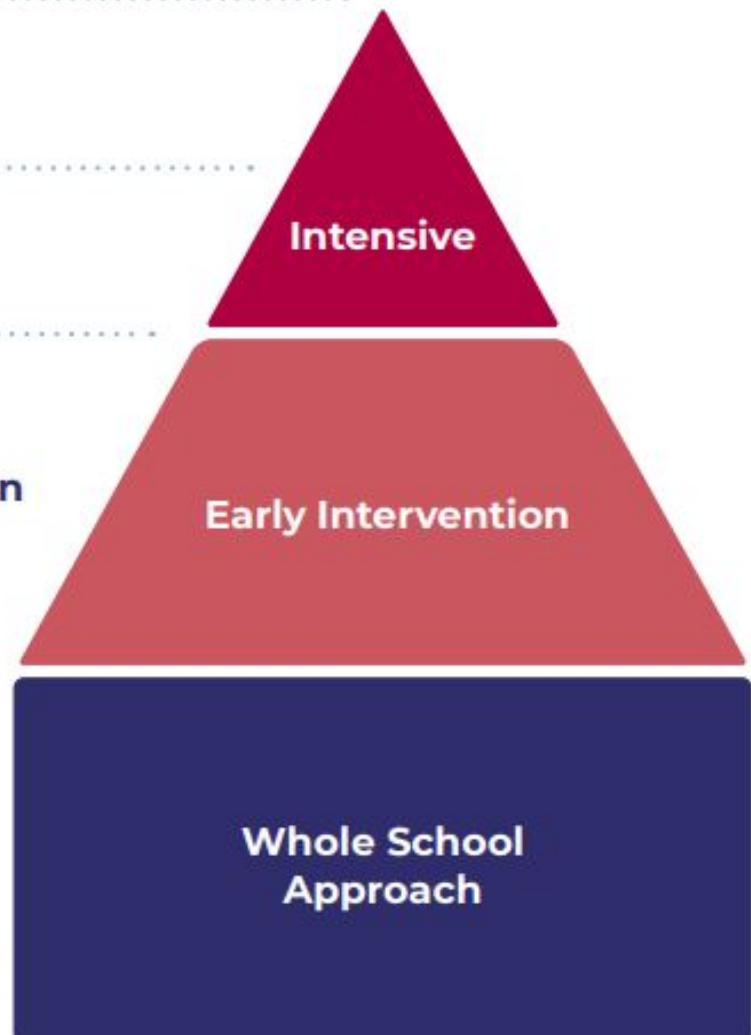 Intensive
n
Early Intervention
Whole School
Approach